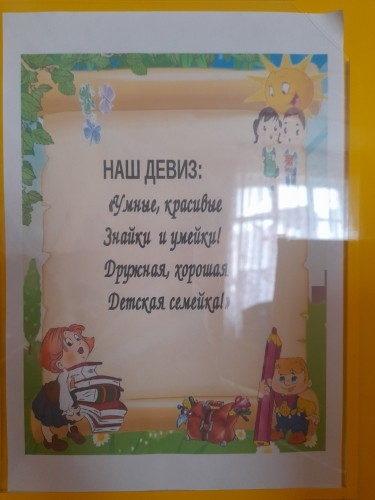 НАШ ДЕВИЗ:
«Умные, красивые
Знайки и умейки!
Дружная, хорошая
Детская семейка!»